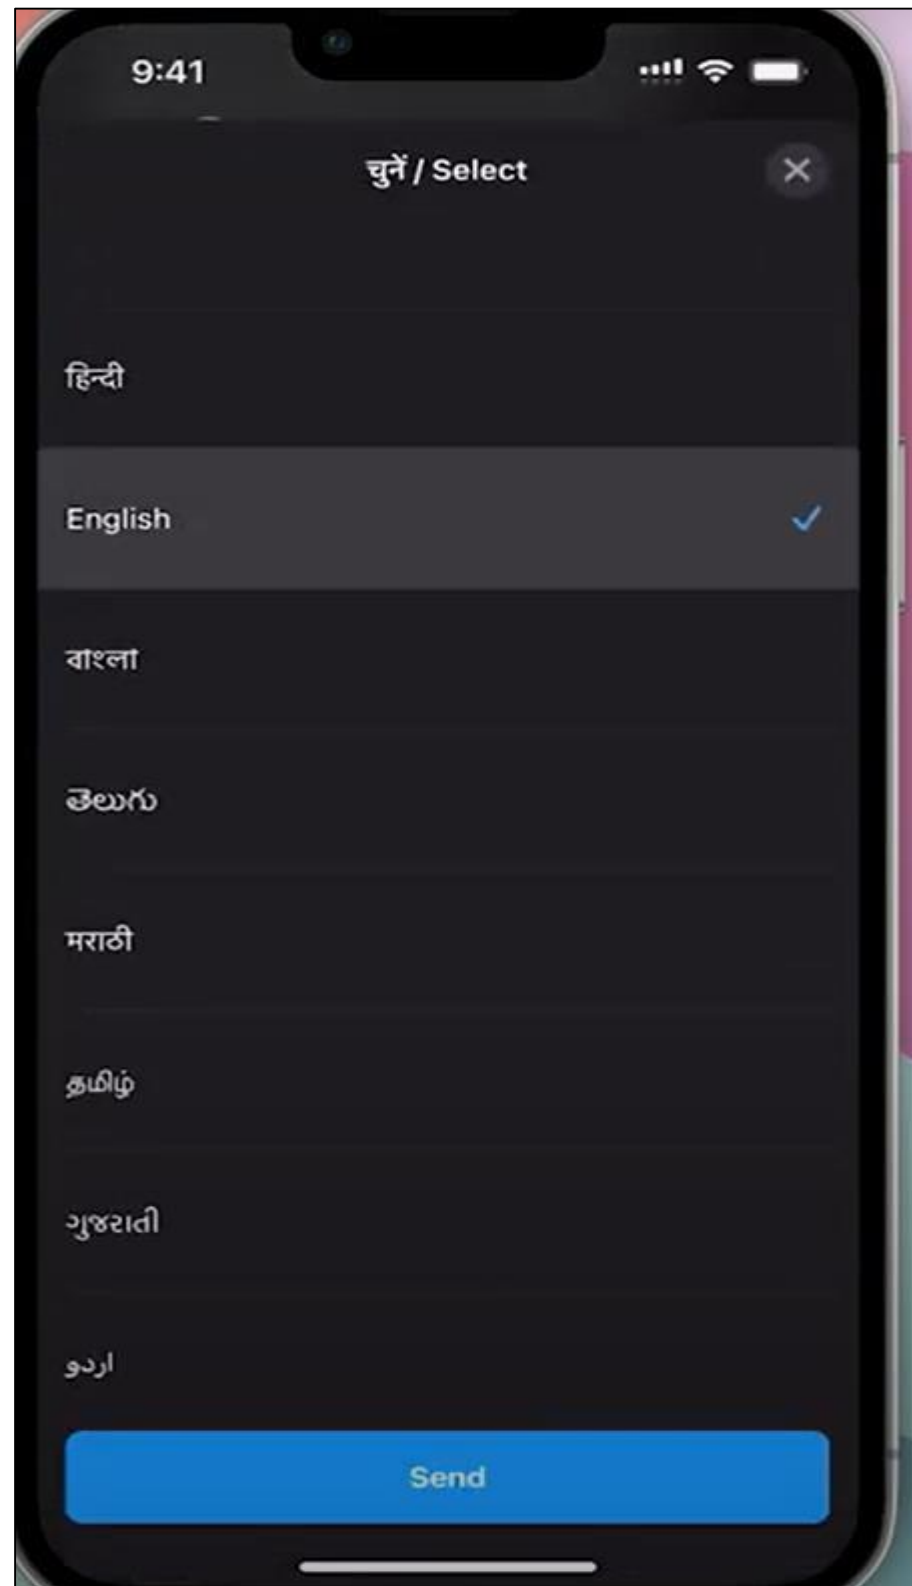 9:41
चुनें / Select
हिन्दी
English
বাংলা
తెలుగు
मराठी
தமிழ்
ગુજરાતી
اردو
Send